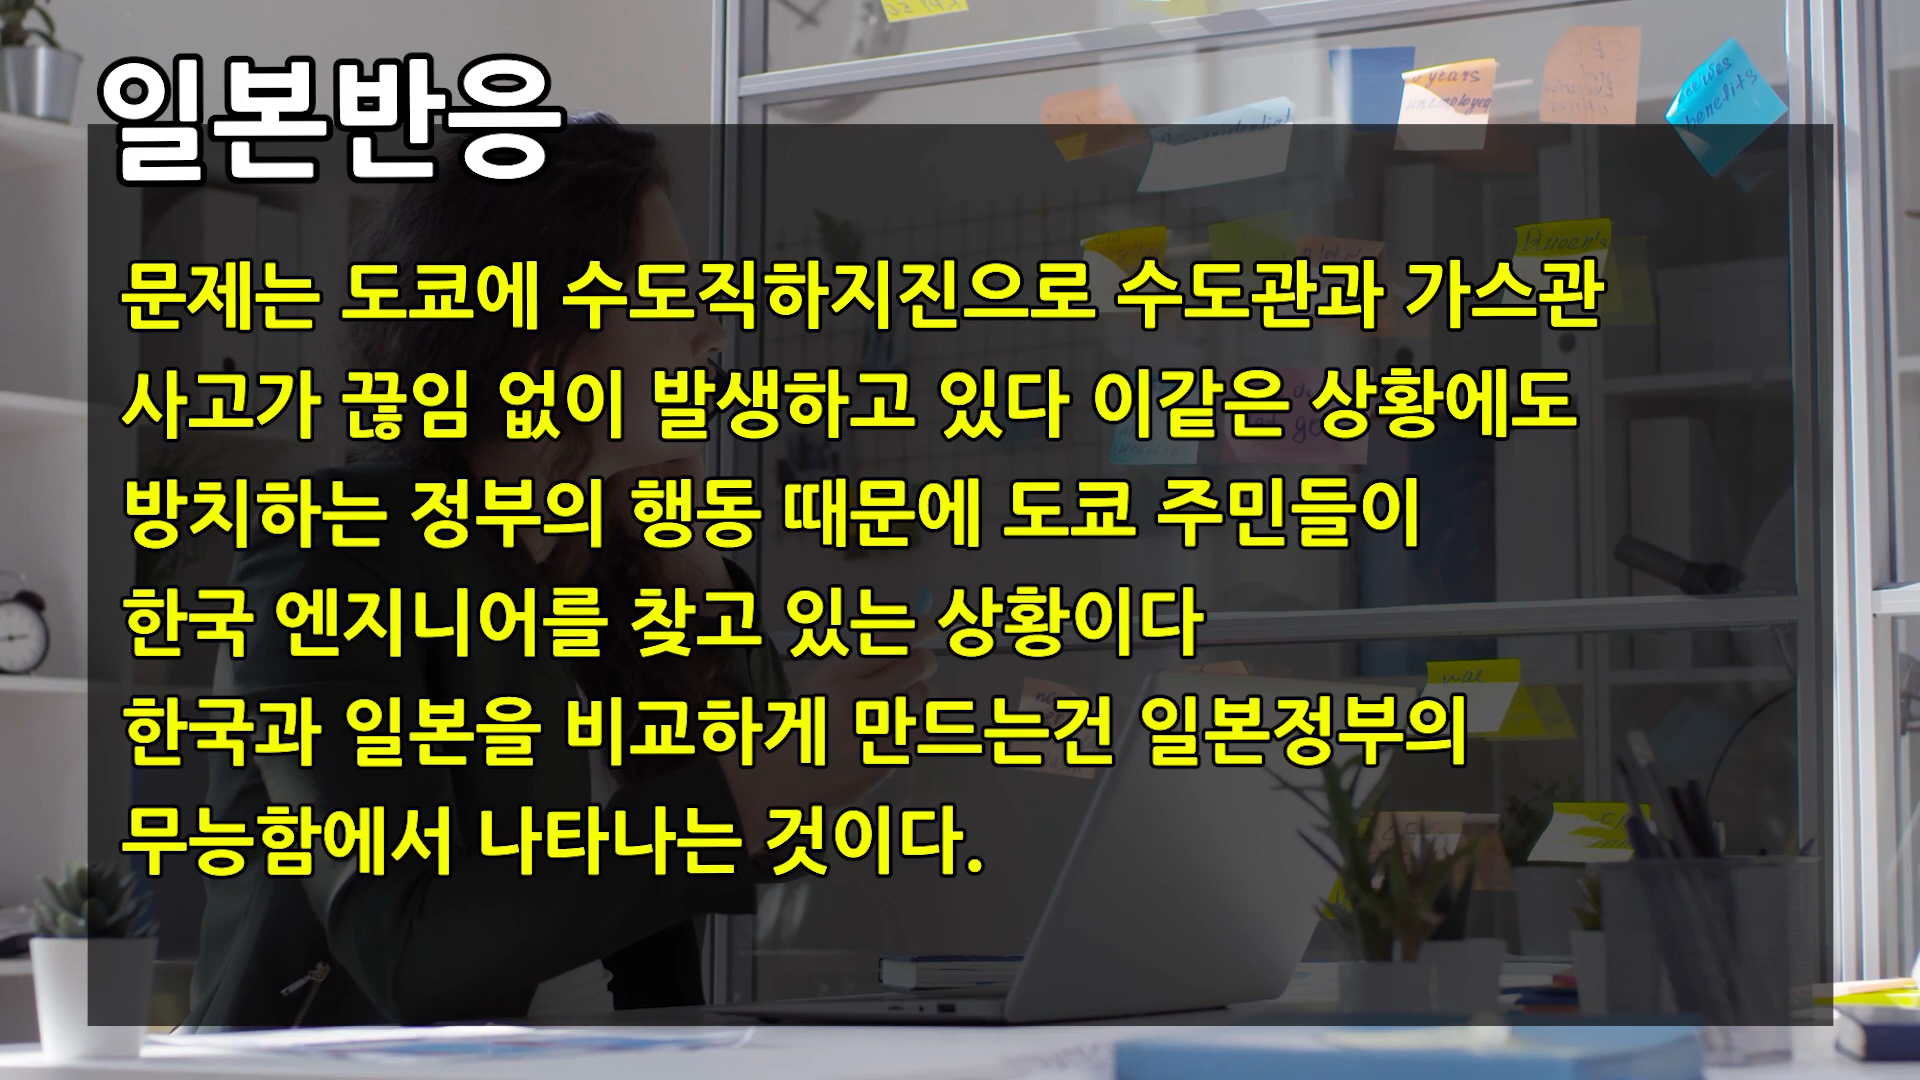 일본반응
문제는 도쿄에 수도직하지진으로 수도관과 가스관
사고가 끊임 없이 발생하고 있다 이같은 상황에도
방치하는 정부의 행동 때문에 도쿄 주민들이
한국 엔지니어를 찾고 있는 상황이다
한국과 일본을 비교하게 만드는건 일본정부의
무능함에서 나타나는 것이다.
years
unemployed
benefits
Queen's